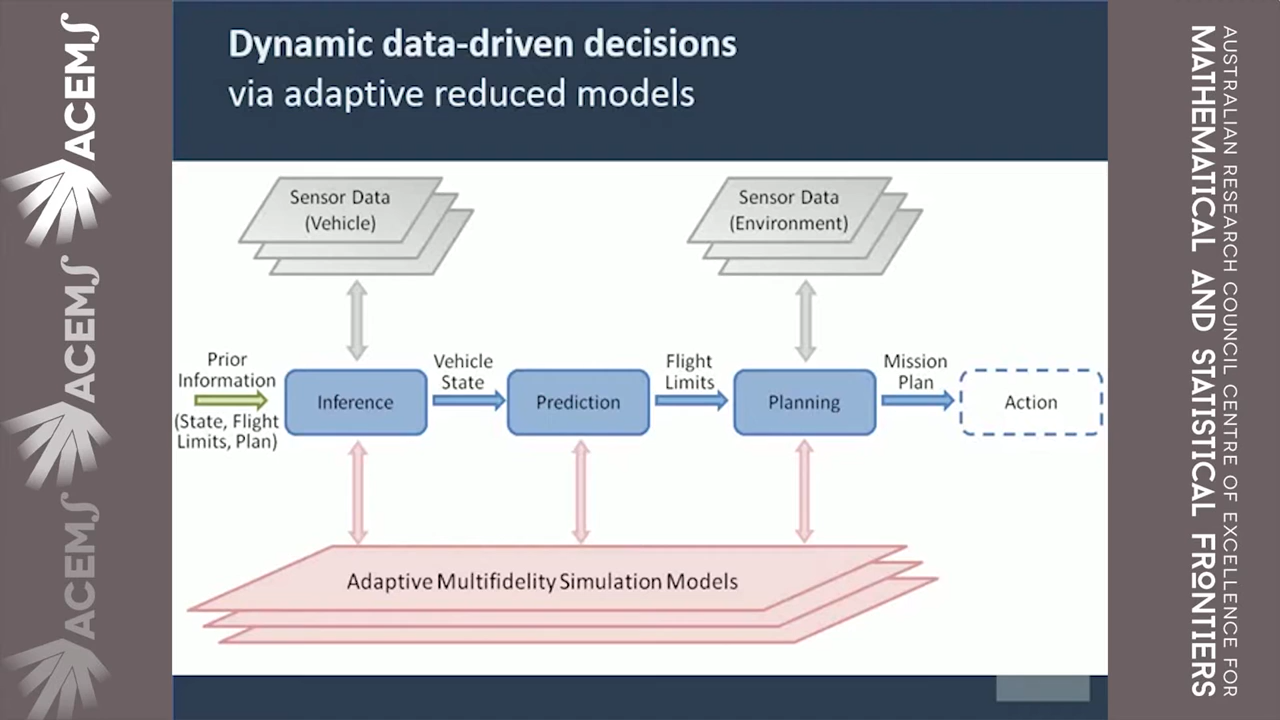 Dynamic data-driven decisions
via adaptive reduced models
Sensor Data
(Vehicle)
Sensor Data
(Environment)
Prior
Information
(State, Flight
Limits, Plan)
Inference
Vehicle
State
Prediction
Flight
Limits
Planning
Mission
Plan
Action
Adaptive Multifidelity Simulation Models
ACEMS
ACEMS
ACEMS
ACEMS
AUSTRALIAN RESEARCH COUNCIL CENTRE OF EXCELLENCE FOR
MATHEMATICAL AND STATISTICAL FRONTIERS